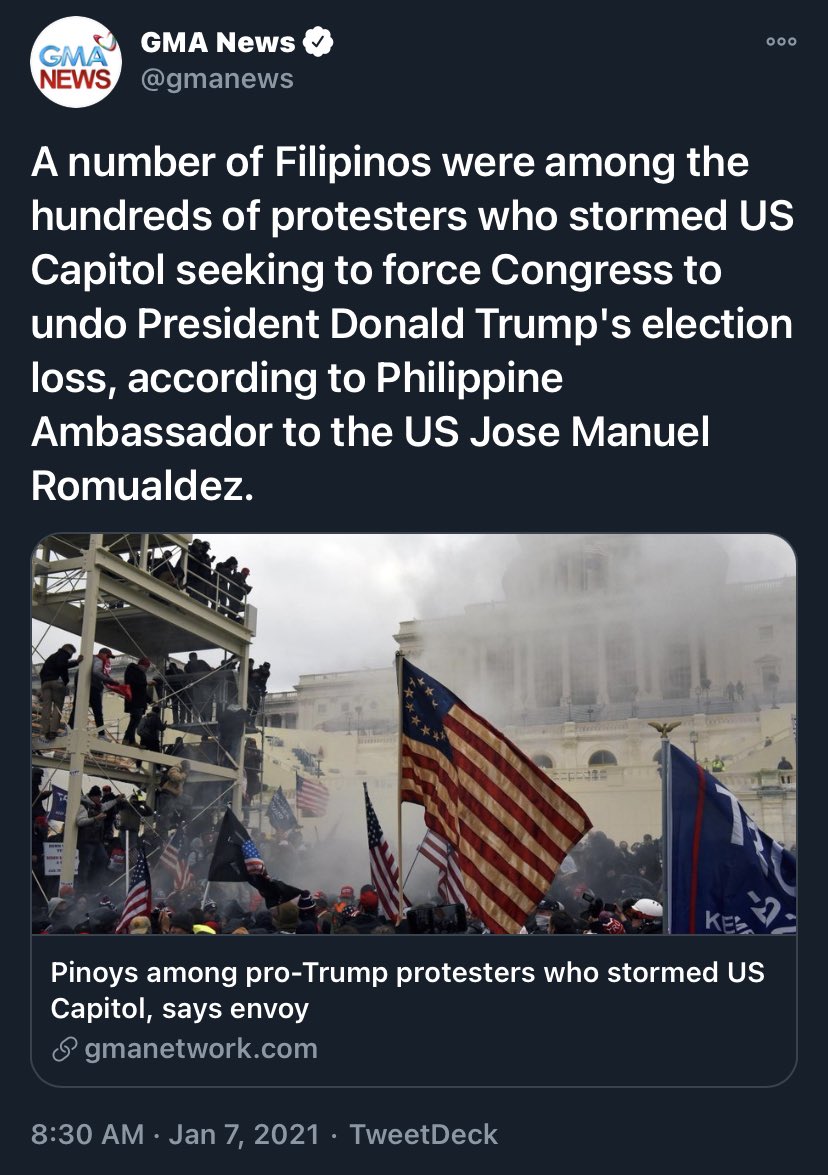 GMA
NEWS
GMA News
@gmanews
A number of Filipinos were among the
hundreds of protesters who stormed US
Capitol seeking to force Congress to
undo President Donald Trump's election
loss, according to Philippine
Ambassador to the US Jose Manuel
Romualdez.
Pinoys among pro-Trump protesters who stormed US
Capitol, says envoy
gmanetwork.com
8:30 AM · Jan 7, 2021 · TweetDeck